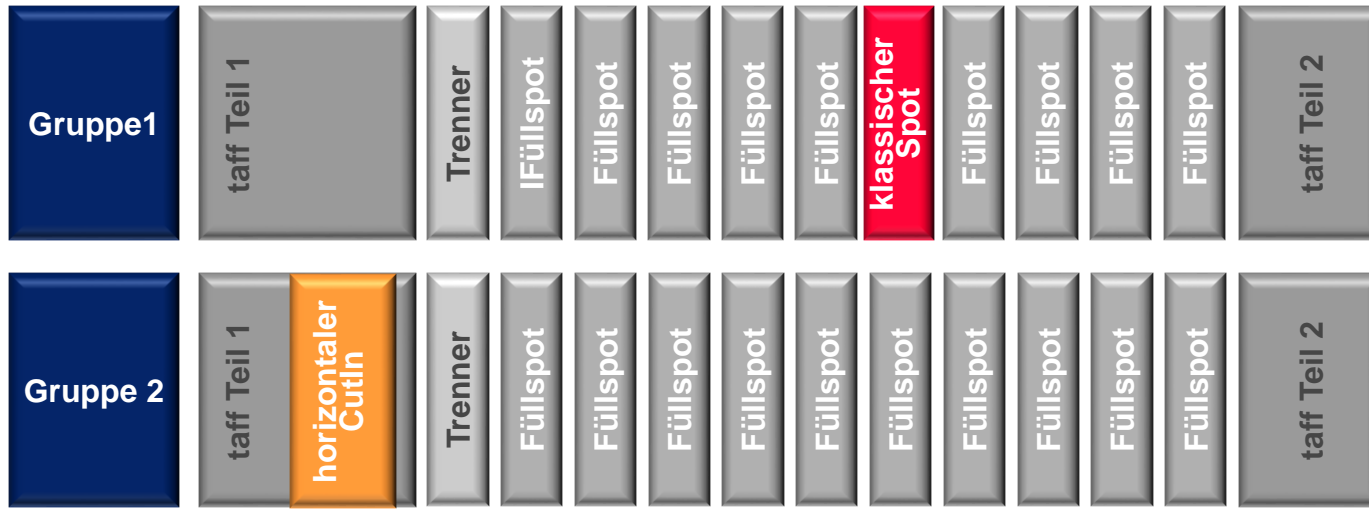 Gruppe1
taff Teil 1
Trenner
IFüllspot
Füllspot
Füllspot
Füllspot
Füllspot
klassischer
Spot
Füllspot
Füllspot
Füllspot
Füllspot
taff Teil 2
Gruppe 2
taff Teil 1
horizontaler
CutIn
Trenner
Füllspot
Füllspot
Füllspot
Füllspot
Füllspot
Füllspot
Füllspot
Füllspot
Füllspot
Füllspot
taff Teil 2